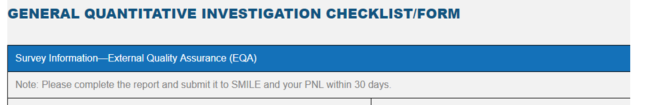 GENERAL QUANTITATIVE INVESTIGATION CHECKLIST/FORM
Survey Information—External Quality Assurance (EQA)
Note: Please complete the report and submit it to SMILE and your PNL within 30 days.